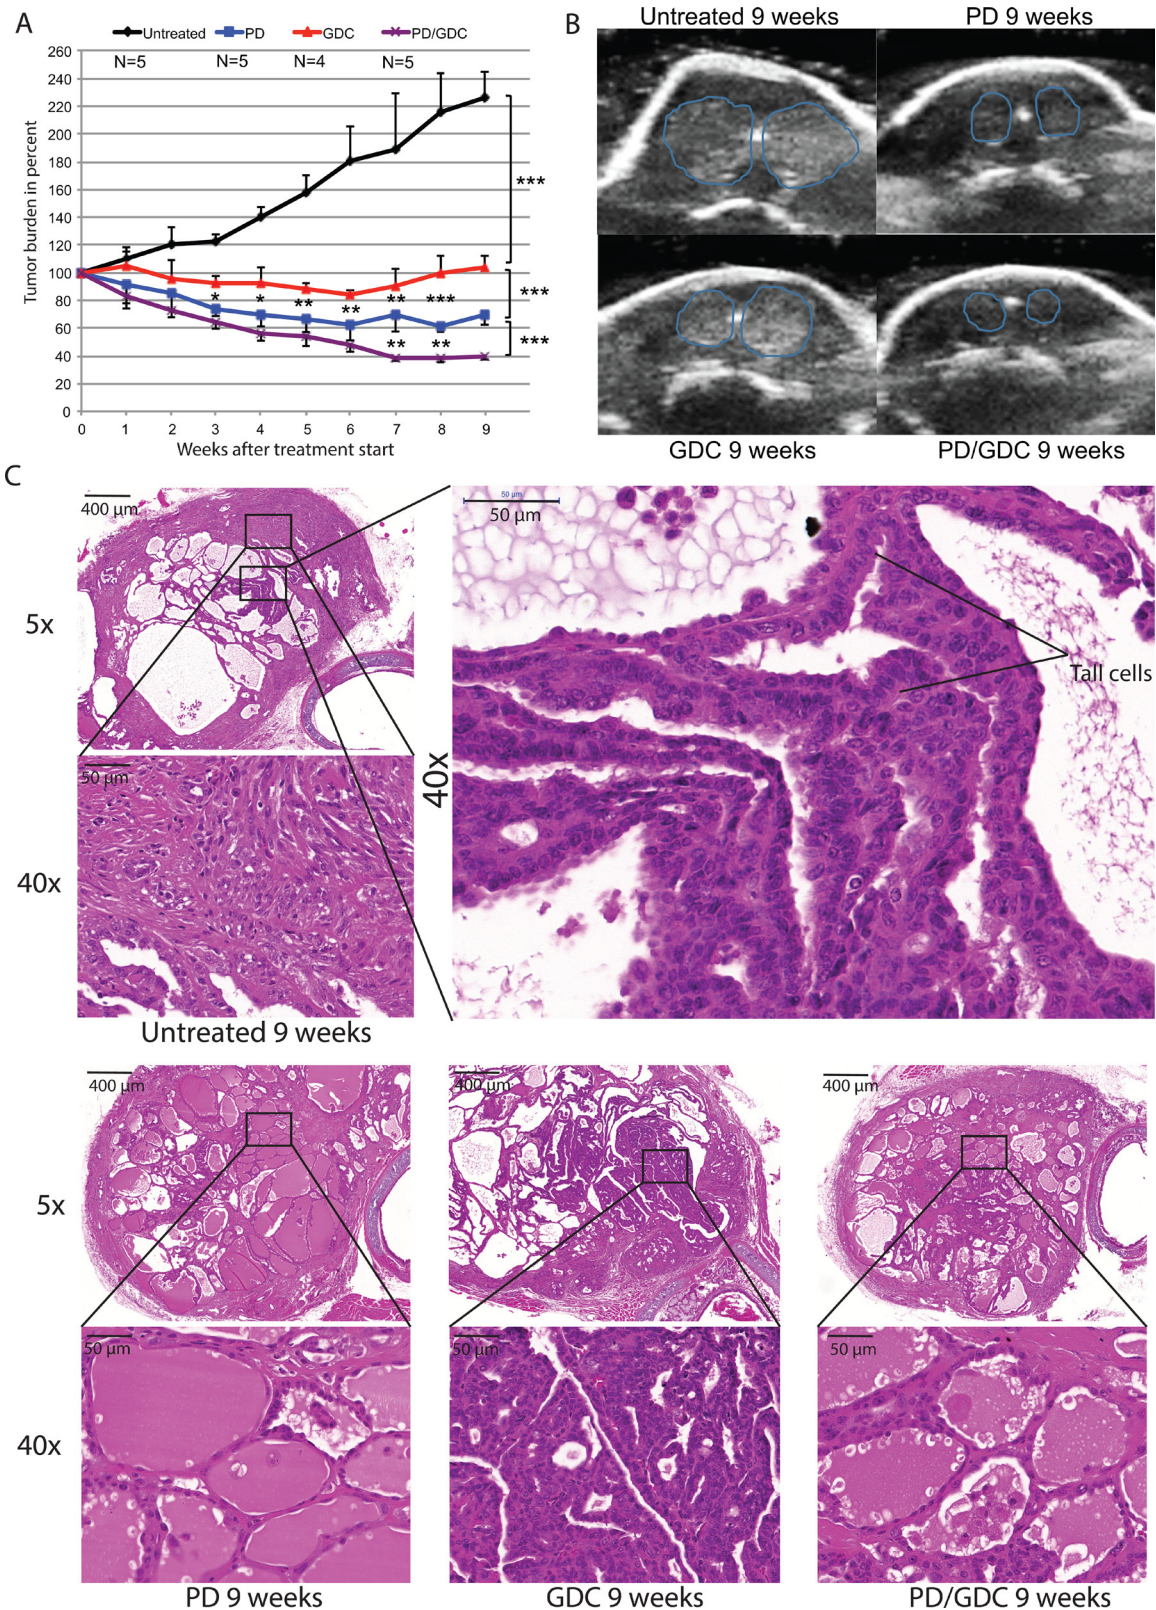 A
Untreated PD GDC PD/GDC
N=5 N=5 N=4 N=5
260
240
220
200
180
160
140
120
100
80
60
40
20
0
Tumor burden in percent
***
***
***
* * ** ** ** ***
** **
0 1 2 3 4 5 6 7 8 9
Weeks after treatment start
B
Untreated 9 weeks PD 9 weeks
GDC 9 weeks PD/GDC 9 weeks
C
400 µm
5x
50 µm
40x
Untreated 9 weeks
50 µm
50 µm
40x
Tall cells
400 µm 400 µm 400 µm
5x
50 µm 50 µm 50 µm
40x
PD 9 weeks GDC 9 weeks PD/GDC 9 weeks